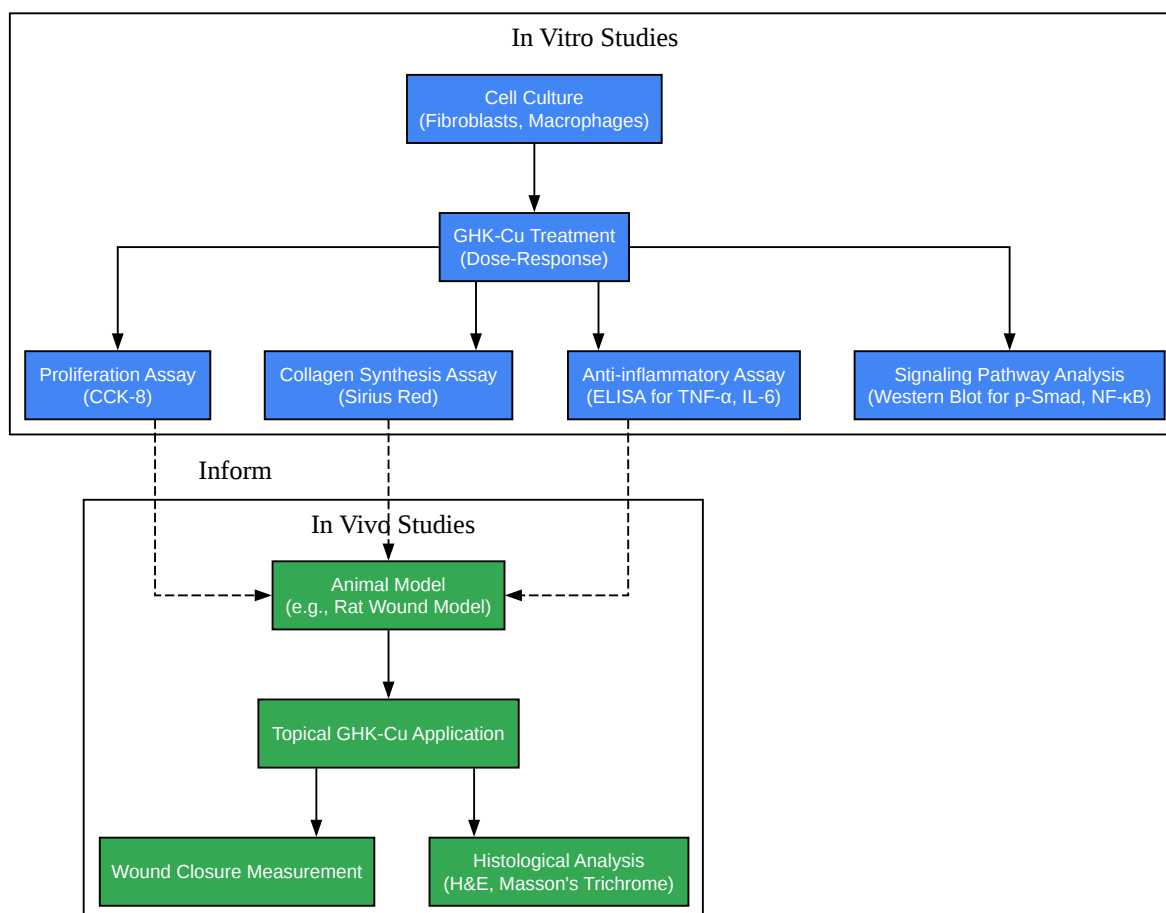 In Vitro Studies
Cell Culture
(Fibroblasts, Macrophages)
GHK-Cu Treatment
(Dose-Response)
Proliferation Assay
(CCK-8)
Collagen Synthesis Assay
(Sirius Red)
Anti-inflammatory Assay
(ELISA for TNF-α, IL-6)
Signaling Pathway Analysis
(Western Blot for p-Smad, NF-κB)
Inform
In Vivo Studies
Animal Model
(e.g., Rat Wound Model)
Topical GHK-Cu Application
Wound Closure Measurement
Histological Analysis
(H&E, Masson's Trichrome)